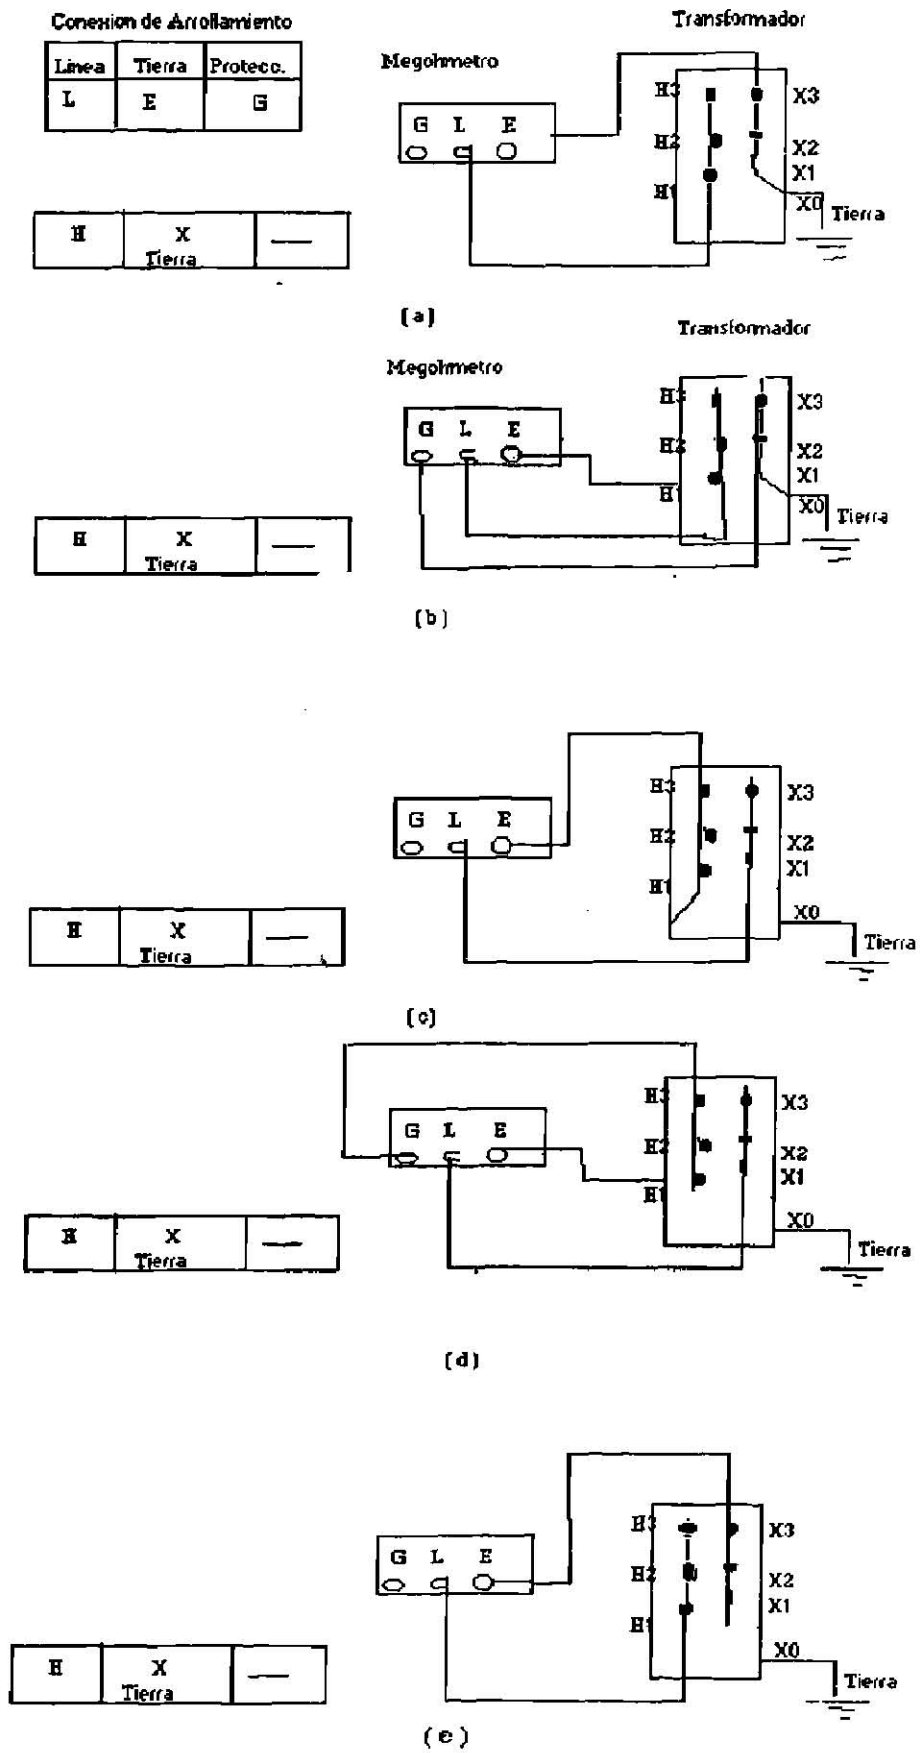 Conexion de Arrollamiento
Linea Tierra Protecc.
L E G
H X
Tierra
Transformador
Megohmetro
G L E
H3 X3
H2 X2
X1
H1 X0
Tierra
(a)
Transformador
Megohmetro
G L E
H3 X3
H2 X2
X1
H1 X0
Tierra
H X
Tierra
(b)
G L E
H3 X3
H2 X2
X1
H1
X0
Tierra
H X
Tierra
(c)
G L E
H3 X3
H2 X2
X1
H1
X0
Tierra
H X
Tierra
(d)
G L E
H3 X3
H2 X2
X1
H1
X0
Tierra
H X
Tierra
(e)